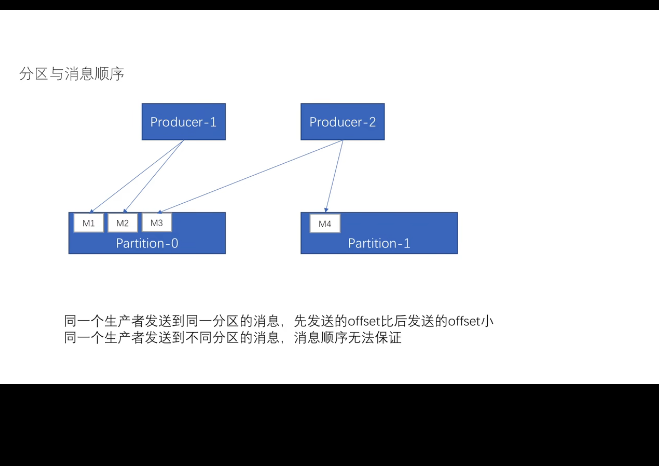 分区与消息顺序
Producer-1
Producer-2
M1
M2
M3
M4
Partition-0
Partition-1
同一个生产者发送到同一分区的消息，先发送的offset比后发送的offset小
同一个生产者发送到不同分区的消息，消息顺序无法保证